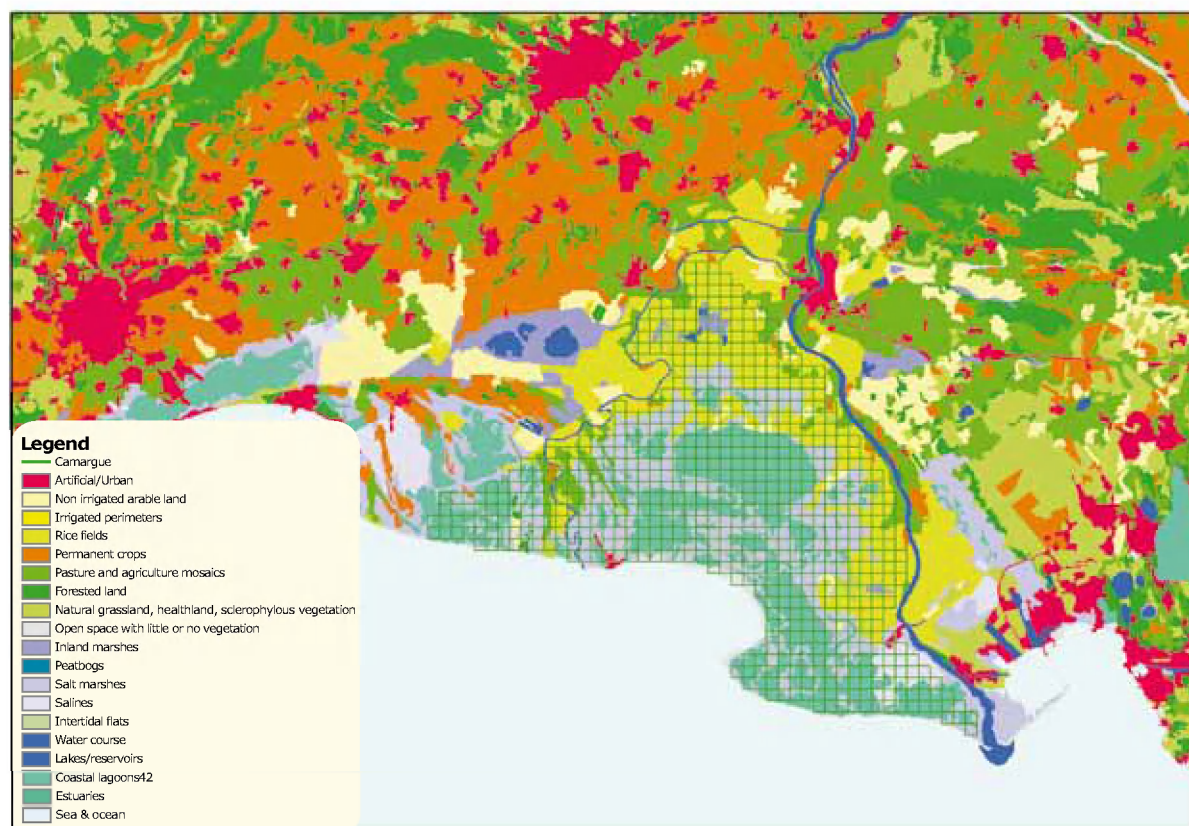 Legend
Camargue
Artificial/Urban
Non irrigated arable land
Irrigated perimeters
Rice fields
Permanent crops
Pasture and agriculture mosaics
Forested land
Natural grassland, healthland, sclerophylous vegetation
Open space with little or no vegetation
Inland marshes
Peatbogs
Salt marshes
Salines
Intertidal flats
Water course
Lakes/reservoirs
Coastal lagoons42
Estuaries
Sea & ocean